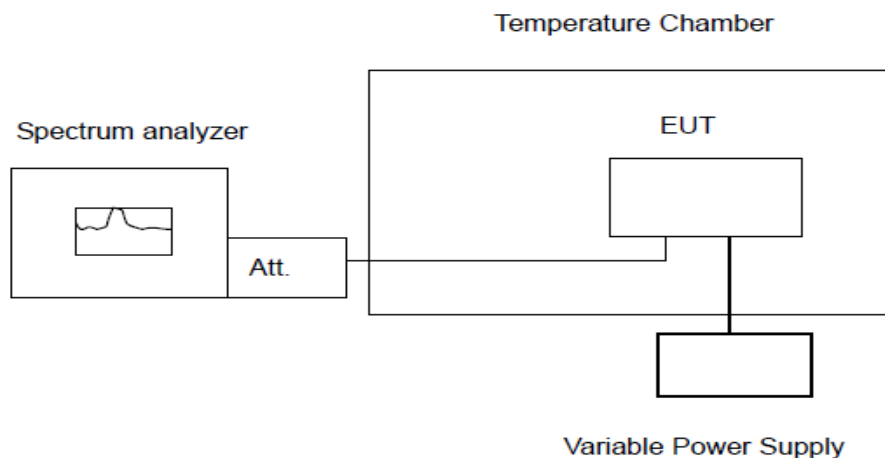 Temperature Chamber
Spectrum analyzer
EUT
Att.
Variable Power Supply